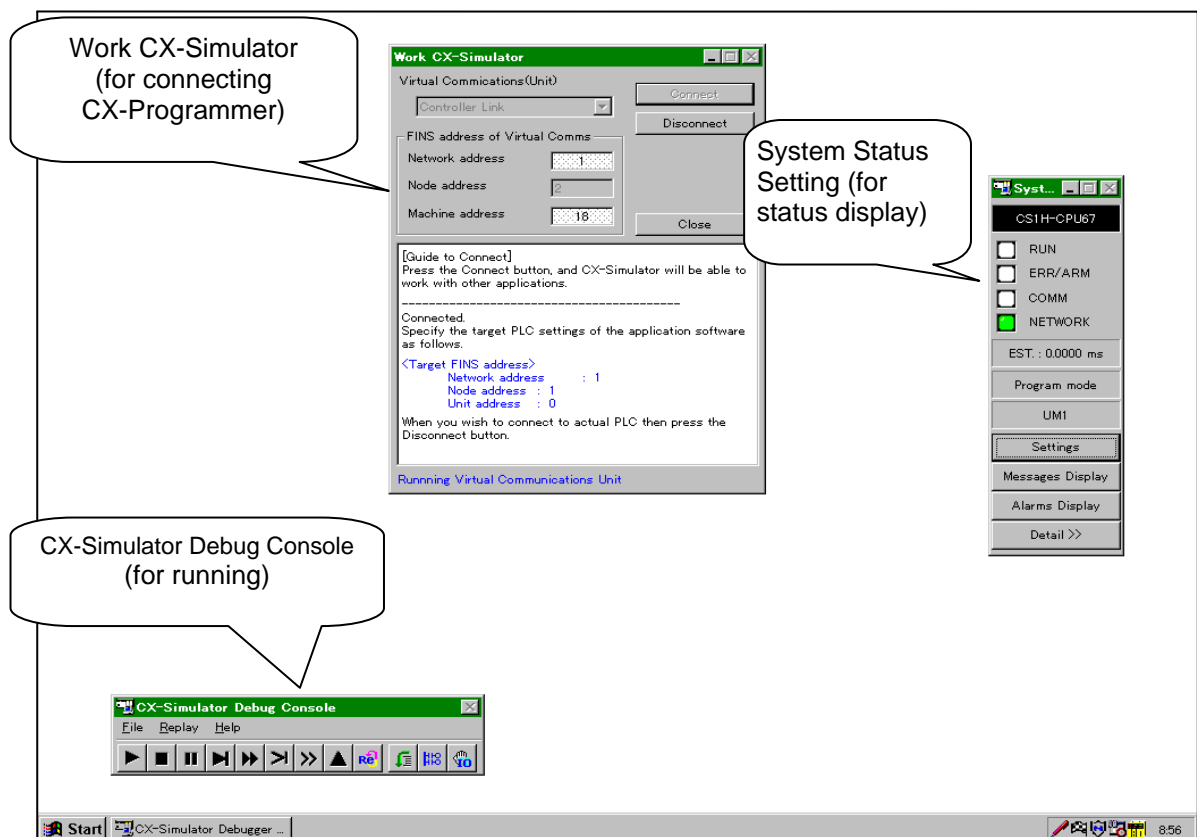 Work CX-Simulator
(for connecting
CX-Programmer)
Work CX-Simulator
Virtual Commications(Unit)
Controller Link
Connect
Disconnect
FINS address of Virtual Comms
Network address
1
Node address
2
Machine address
18
Close
[Guide to Connect]
Press the Connect button, and CX-Simulator will be able to
work with other applications.
------------------------------------------
Connected.
Specify the target PLC settings of the application software
as follows.
<Target FINS address>
Network address : 1
Node address : 1
Unit address : 0
When you wish to connect to actual PLC then press the
Disconnect button.
Runnning Virtual Communications Unit
System Status
Setting (for
status display)
Syst...
CS1H-CPU67
RUN
ERR/ARM
COMM
NETWORK
EST. : 0.0000 ms
Program mode
UM1
Settings
Messages Display
Alarms Display
Detail >>
CX-Simulator Debug Console
(for running)
CX-Simulator Debug Console
File Replay Help
Re
IO
Start
CX-Simulator Debugger ...
8:56